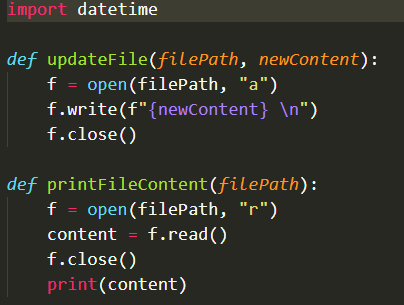 import datetime
def updateFile(filePath, newContent):
    f = open(filePath, "a")
    f.write(f"{newContent} \n")
    f.close()
def printFileContent(filePath):
    f = open(filePath, "r")
    content = f.read()
    f.close()
    print(content)